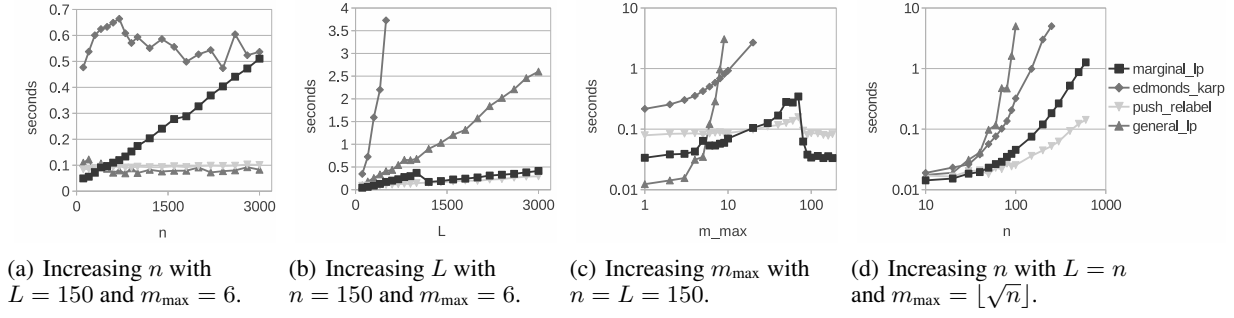 0.7
0.6
0.5
0.4
0.3
0.2
0.1
0
seconds
0
1500
3000
n
4
3.5
3
2.5
2
1.5
1
0.5
0
seconds
0
1500
3000
L
10
1
0.1
0.01
seconds
1
10
100
m_max
10
1
0.1
0.01
seconds
10
100
1000
n
marginal_lp
edmonds_karp
push_relabel
general_lp
(a) Increasing n with
L = 150 and m_max = 6.
(b) Increasing L with
n = 150 and m_max = 6.
(c) Increasing m_max with
n = L = 150.
(d) Increasing n with L = n
and m_max = ⌊√n⌋.